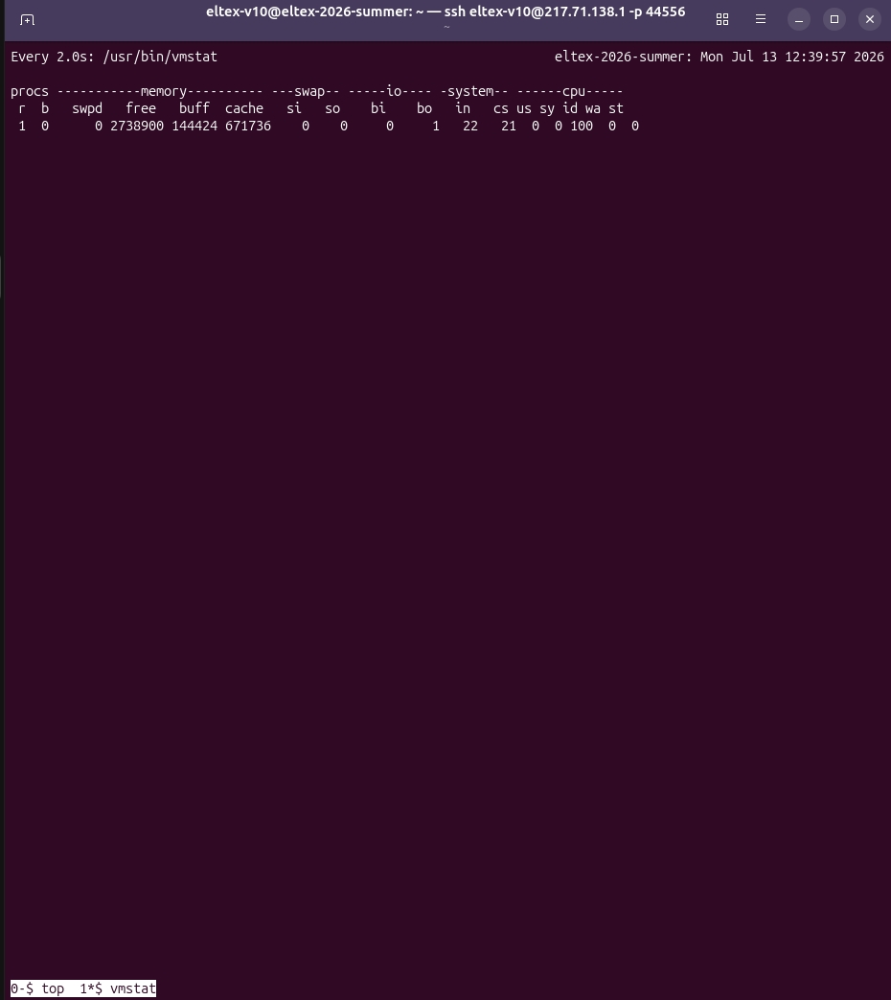 eltex-v10@eltex-2026-summer: ~ — ssh eltex-v10@217.71.138.1 -p 44556
~
Every 2.0s: /usr/bin/vmstat                                            eltex-2026-summer: Mon Jul 13 12:39:57 2026
procs -----------memory---------- ---swap-- -----io---- -system-- ------cpu-----
 r  b   swpd   free   buff  cache   si   so    bi    bo   in   cs us sy id wa st
 1  0      0 2738900 144424 671736    0    0     0     1   22   21  0  0 100  0  0
0-$ top  1*$ vmstat